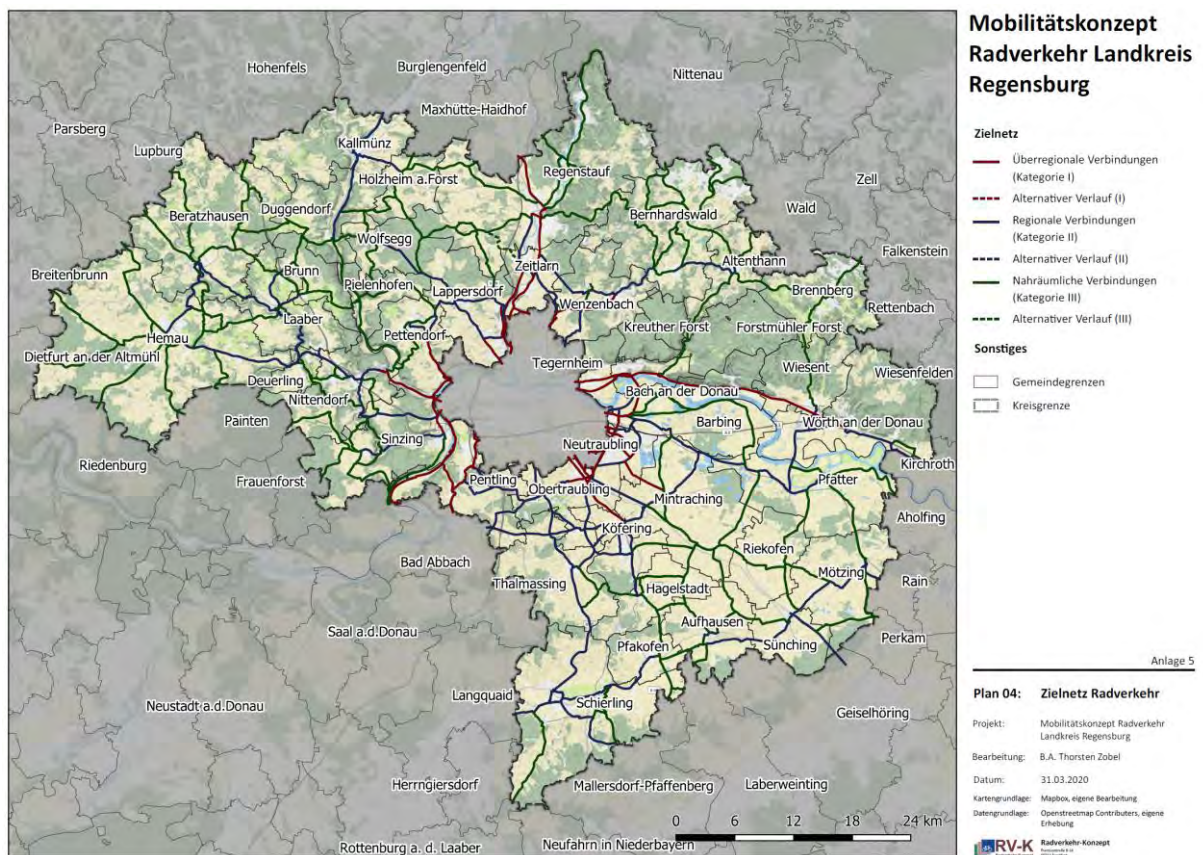 Mobilitätskonzept
Radverkehr Landkreis
Regensburg
Zielnetz
Überregionale Verbindungen
(Kategorie I)
Alternativer Verlauf (I)
Regionale Verbindungen
(Kategorie II)
Alternativer Verlauf (II)
Nahräumliche Verbindungen
(Kategorie III)
Alternativer Verlauf (III)
Sonstiges
Gemeindegrenzen
Kreisgrenze
Anlage 5
Plan 04: Zielnetz Radverkehr
Projekt: Mobilitätskonzept Radverkehr
Landkreis Regensburg
Bearbeitung: B.A. Thorsten Zobel
Datum: 31.03.2020
Kartengrundlage: Mapbox, eigene Bearbeitung
Datengrundlage: Openstreetmap Contributers, eigene
Erhebung
RV-K Radverkehr-Konzept
Hohenfels
Burglengenfeld
Nittenau
Maxhütte-Haidhof
Parsberg
Lupburg
Kallmünz
Holzheim a.Forst
Regenstauf
Zell
Beratzhausen
Duggendorf
Bernhardswald
Wald
Wolfsegg
Falkenstein
Breitenbrunn
Brunn
Zeitlarn
Altenthann
Pielenhofen
Lappersdorf
Brennberg
Rettenbach
Laaber
Wenzenbach
Hemau
Pettendorf
Kreuther Forst
Forstmühler Forst
Dietfurt an der Altmühl
Tegernheim
Wiesent
Wiesenfelden
Deuerling
Nittendorf
Bach an der Donau
Painten
Barbing
Wörth an der Donau
Sinzing
Neutraubling
Riedenburg
Kirchroth
Frauenforst
Pentling
Obertraubling
Mintraching
Pfatter
Aholfing
Köfering
Bad Abbach
Riekofen
Thalmassing
Mötzing
Rain
Hagelstadt
Saal a.d.Donau
Aufhausen
Perkam
Pfakofen
Sünching
Langquaid
Neustadt a.d.Donau
Schierling
Geiselhöring
Herrngiersdorf
Mallersdorf-Pfaffenberg
Laberweinting
0 6 12 18 24 km
Rottenburg a. d. Laaber
Neufahrn in Niederbayern